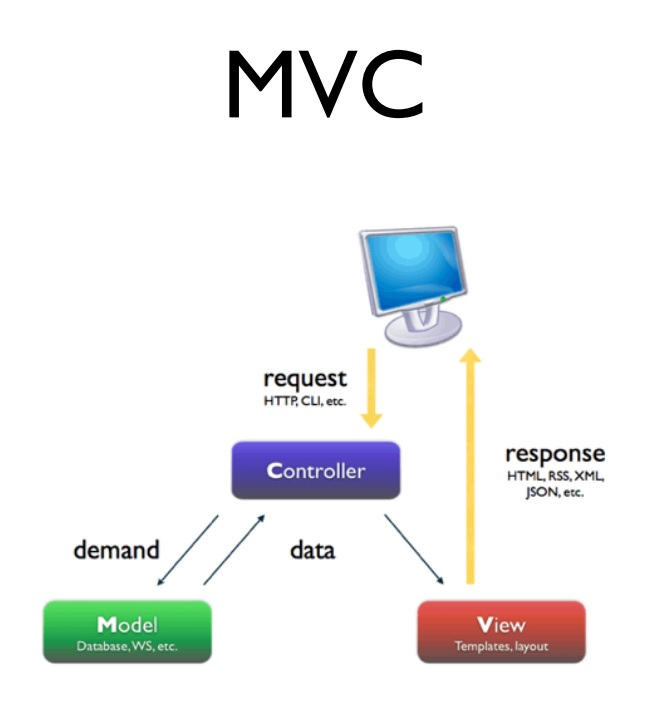 MVC
request
HTTP, CLI, etc.
Controller
response
HTML, RSS, XML,
JSON, etc.
demand
data
Model
Database, WS, etc.
View
Templates, layout